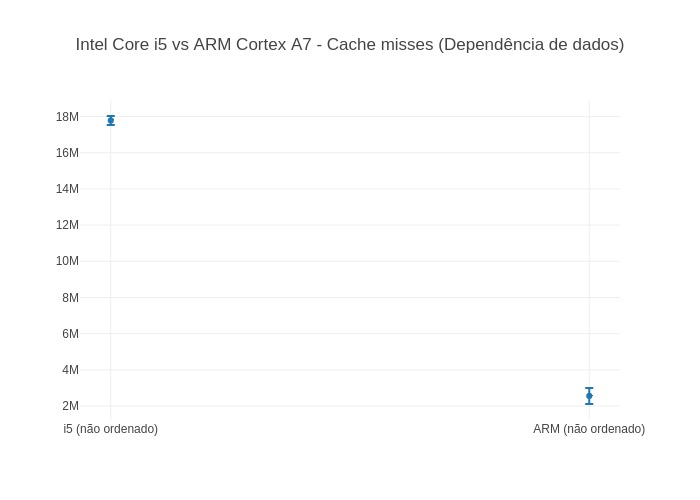 Intel Core i5 vs ARM Cortex A7 - Cache misses (Dependência de dados)
18M
16M
14M
12M
10M
8M
6M
4M
2M
i5 (não ordenado)
ARM (não ordenado)